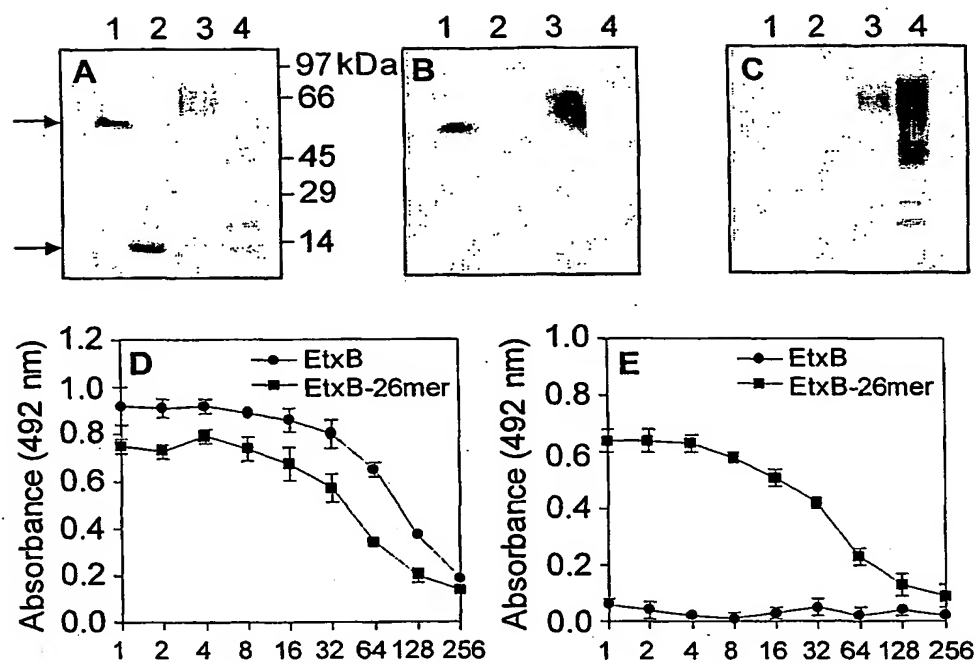 1 2 3 4
A
97 kDa
66
45
29
14
1 2 3 4
B
1 2 3 4
C
D
EtxB
EtxB-26mer
Absorbance (492 nm)
1.2
1.0
0.8
0.6
0.4
0.2
0.0
1 2 4 8 16 32 64 128 256
E
EtxB
EtxB-26mer
Absorbance (492 nm)
1.0
0.8
0.6
0.4
0.2
0.0
1 2 4 8 16 32 64 128 256